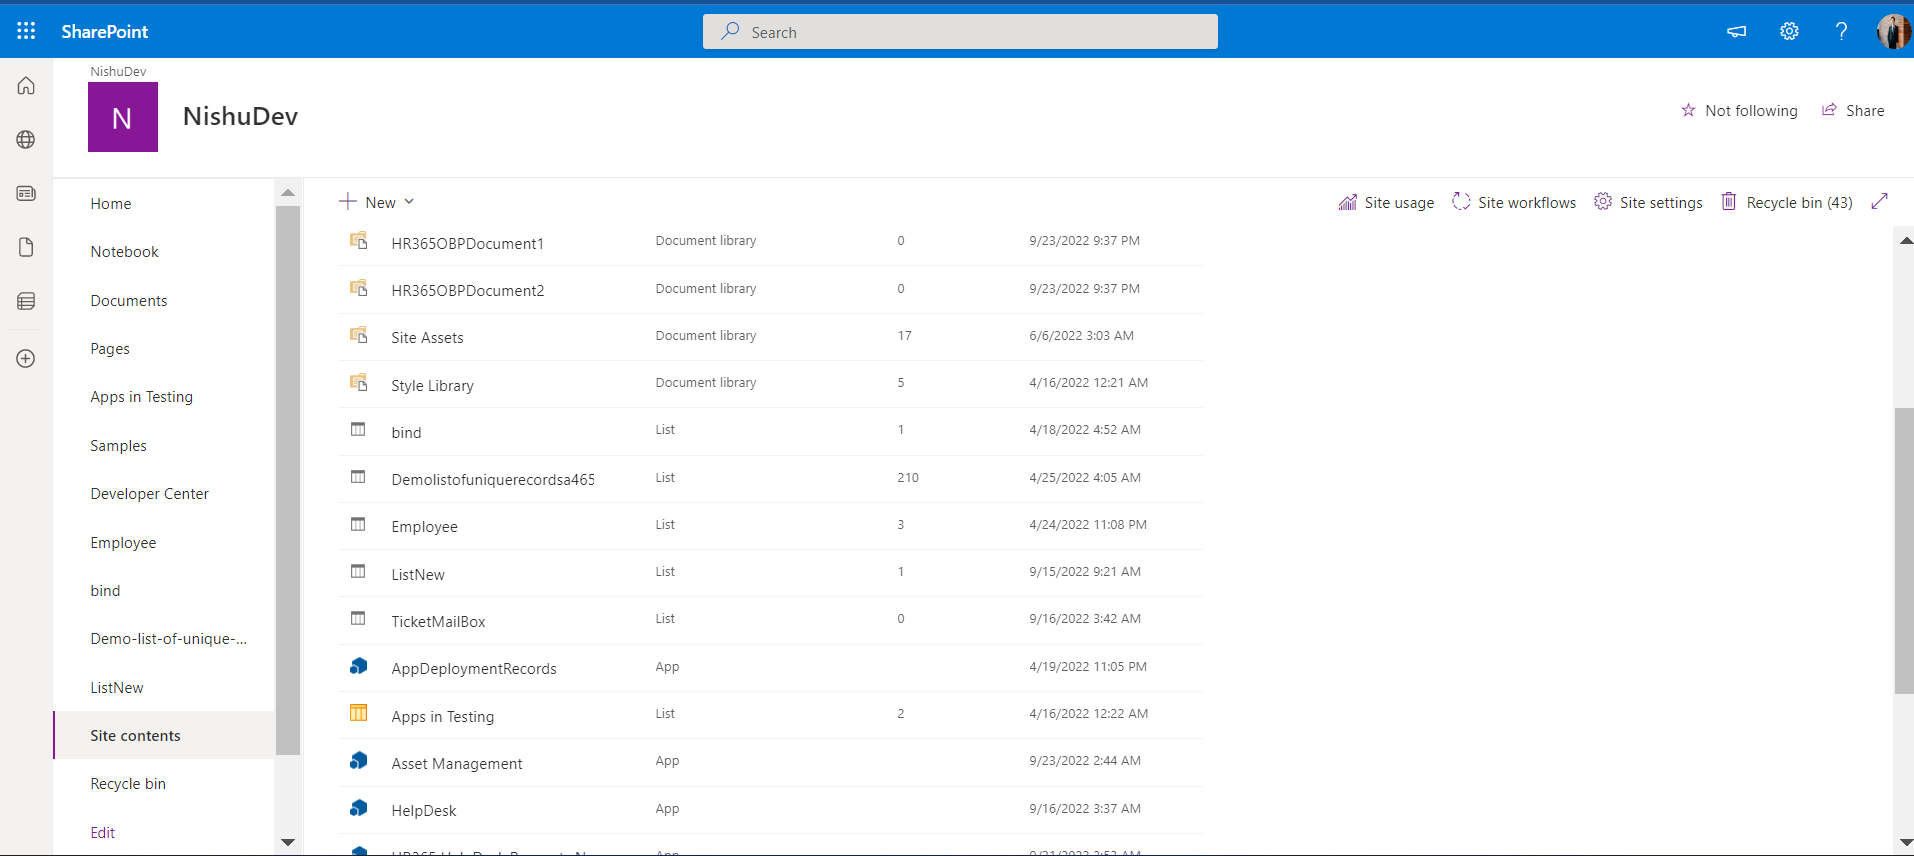 SharePoint
Search
NishuDev
N
NishuDev
Not following
Share
Home
Notebook
Documents
Pages
Apps in Testing
Samples
Developer Center
Employee
bind
Demo-list-of-unique-...
ListNew
Site contents
Recycle bin
Edit
New
Site usage
Site workflows
Site settings
Recycle bin (43)
HR365OBPDocument1 Document library 0 9/23/2022 9:37 PM
HR365OBPDocument2 Document library 0 9/23/2022 9:37 PM
Site Assets Document library 17 6/6/2022 3:03 AM
Style Library Document library 5 4/16/2022 12:21 AM
bind List 1 4/18/2022 4:52 AM
Demolistofuniquerecordsa465 List 210 4/25/2022 4:05 AM
Employee List 3 4/24/2022 11:08 PM
ListNew List 1 9/15/2022 9:21 AM
TicketMailBox List 0 9/16/2022 3:42 AM
AppDeploymentRecords App 4/19/2022 11:05 PM
Apps in Testing List 2 4/16/2022 12:22 AM
Asset Management App 9/23/2022 2:44 AM
HelpDesk App 9/16/2022 3:37 AM